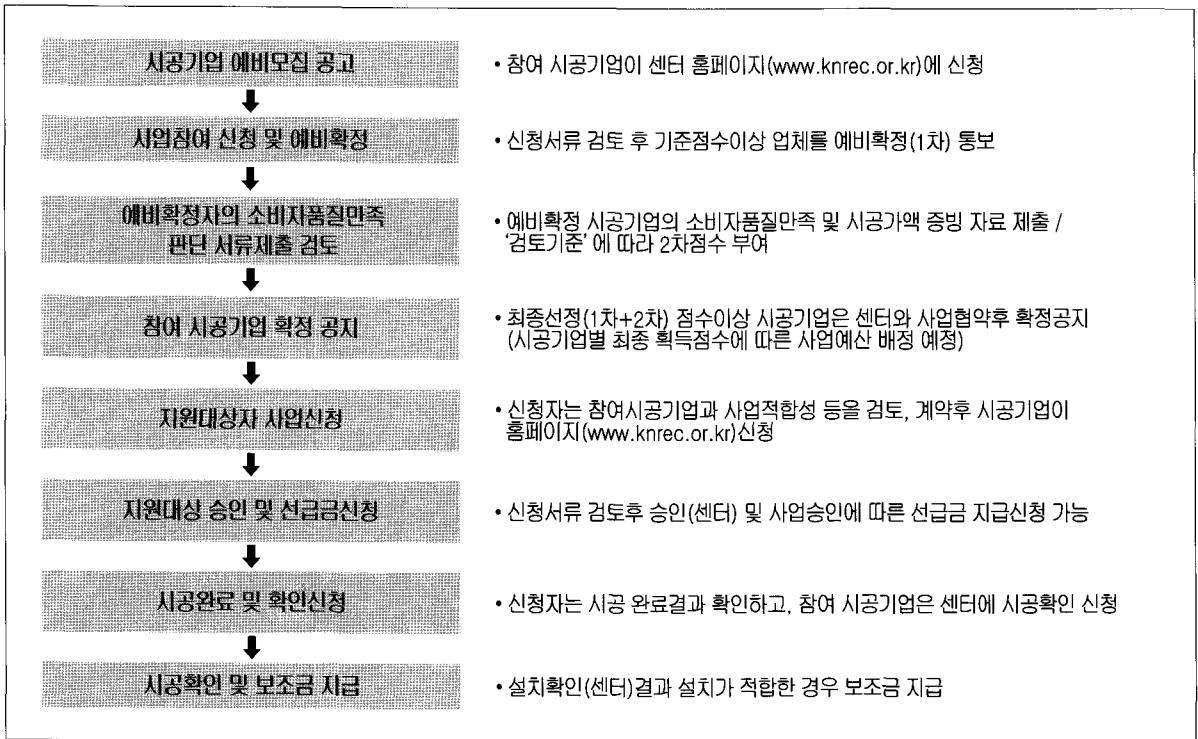 시공기업 예비모집 공고
• 참여 시공기업이 센터 홈페이지(www.knrec.or.kr)에 신청
사업참여 신청 및 예비확정
• 신청서류 검토 후 기준점수이상 업체를 예비확정(1차) 통보
예비확정자의 소비자품질만족
판단 서류제출 검토
• 예비확정 시공기업의 소비자품질만족 및 시공가액 증빙 자료 제출 /
'검토기준' 에 따라 2차점수 부여
참여 시공기업 확정 공지
• 최종선정(1차+2차) 점수이상 시공기업은 센터와 사업협약후 확정공지
(시공기업별 최종 획득점수에 따른 사업예산 배정 예정)
지원대상자 사업신청
• 신청자는 참여시공기업과 사업적합성 등을 검토, 계약후 시공기업이
홈페이지(www.knrec.or.kr)신청
지원대상 승인 및 선급금신청
• 신청서류 검토후 승인(센터) 및 사업승인에 따른 선급금 지급신청 가능
시공완료 및 확인신청
• 신청자는 시공 완료결과 확인하고, 참여 시공기업은 센터에 시공확인 신청
시공확인 및 보조금 지급
• 설치확인(센터)결과 설치가 적합한 경우 보조금 지급